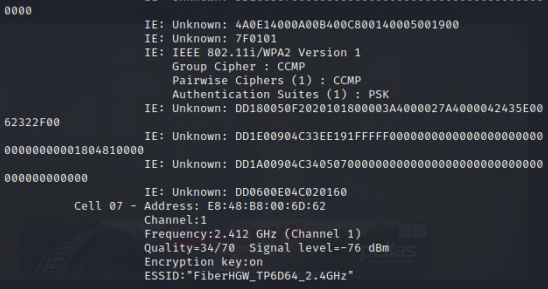 0000
IE: Unknown: 4A0E14000A00B400C800140005001900
IE: Unknown: 7F0101
IE: IEEE 802.11i/WPA2 Version 1
Group Cipher : CCMP
Pairwise Ciphers (1) : CCMP
Authentication Suites (1) : PSK
IE: Unknown: DD180050F2020101800003A4000027A4000042435E00
62322F00
IE: Unknown: DD1E00904C33EE191FFFFF00000000000000000000000
0000000000001804810000
IE: Unknown: DD1A00904C3405070000000000000000000000000000
000000000000
IE: Unknown: DD0600E04C020160
Cell 07 - Address: E8:48:B8:00:6D:62
Channel:1
Frequency:2.412 GHz (Channel 1)
Quality=34/70 Signal level=-76 dBm
Encryption key:on
ESSID:"FiberHGW_TP6D64_2.4GHz"